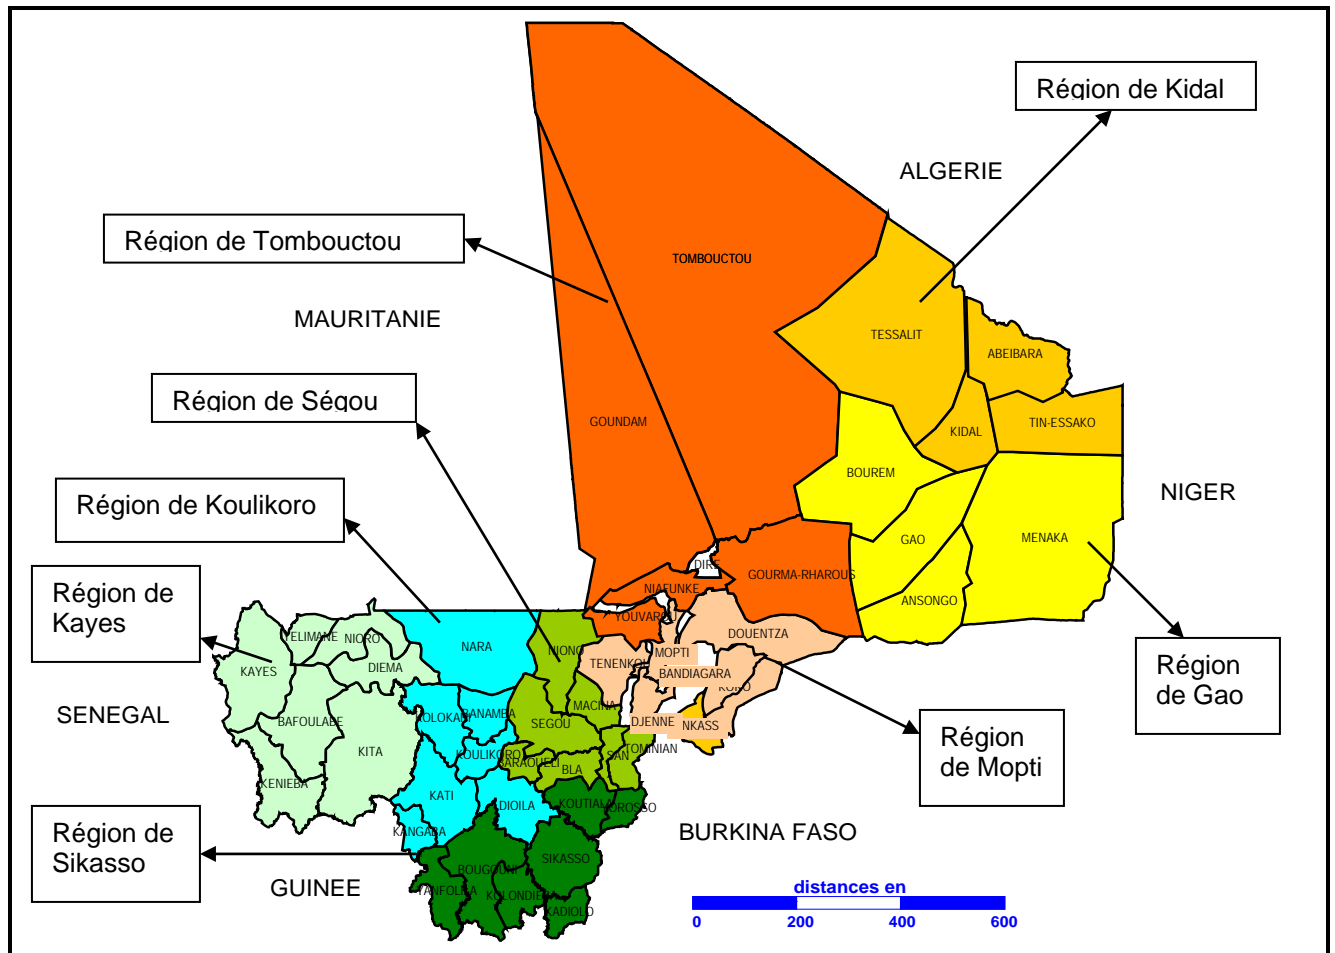 Région de Kidal
ALGERIE
Région de Tombouctou
TOMBOUCTOU
MAURITANIE
TESSALIT
ABEIBARA
Région de Ségou
GOUNDAM
TIN-ESSAKO
KIDAL
BOUREM
NIGER
Région de Koulikoro
GAO
MENAKA
DIRE
GOURMA-RHAROUS
NIAFUNKE
ANSONGO
Région de
Kayes
YOUVAROU
DOUENTZA
YELIMANE
NIORO
NARA
NIONO
MOPTI
KAYES
DIEMA
TENENKOU
BANDIAGARA
KORO
Région
de Gao
SENEGAL
BAFOULABE
KOLOKANI
BANAMBA
MACINA
SEGOU
DJENNE
NKASS
KITA
KOULIKORO
BARAOUELI
BLA
SAN
TOMINIAN
Région
de Mopti
KENIEBA
KATI
DIOILA
KOUTIALA
YOROSSO
KANGABA
BURKINA FASO
Région de
Sikasso
SIKASSO
BOUGOUNI
GUINEE
YANFOLILA
KOLONDIEBA
KADIOLO
distances en
0 200 400 600